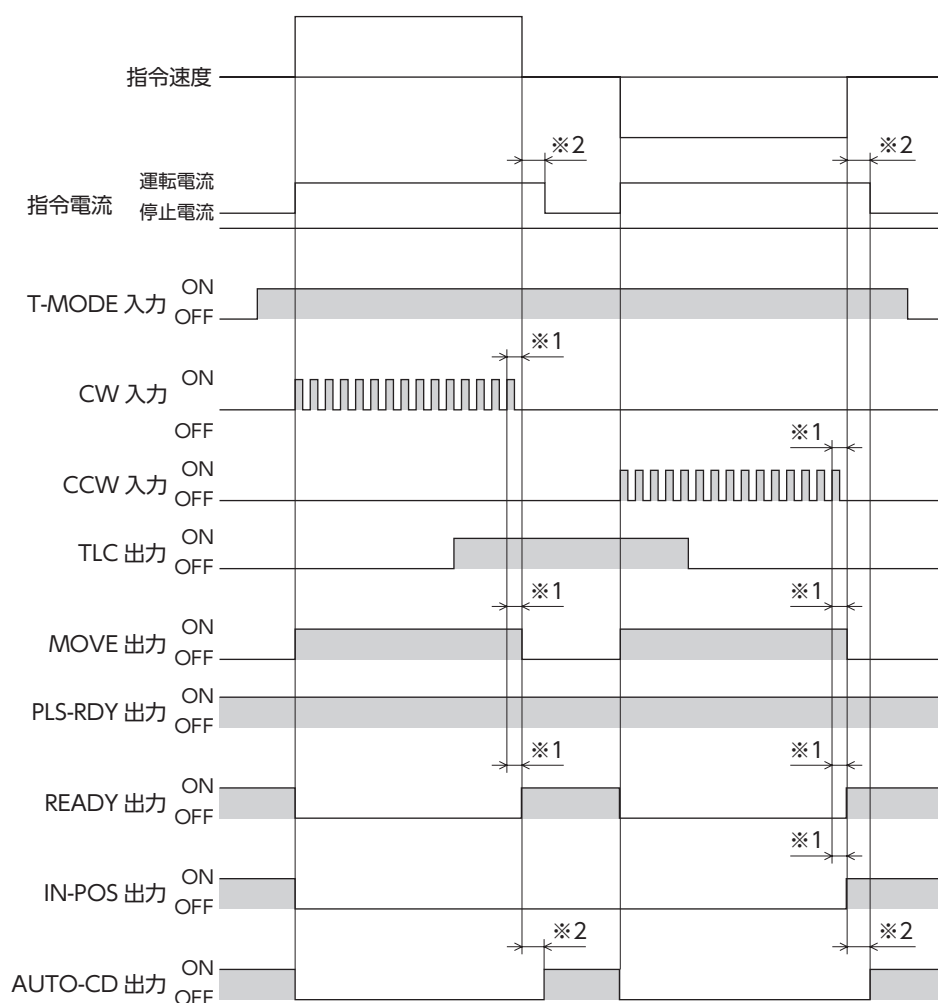 指令速度
※2
※2
運転電流
指令電流
停止電流
ON
T-MODE 入力
OFF
※1
ON
CW 入力
OFF
※1
ON
CCW 入力
OFF
ON
TLC 出力
OFF
※1
※1
ON
MOVE 出力
OFF
ON
PLS-RDY 出力
OFF
※1
※1
ON
READY 出力
OFF
※1
ON
IN-POS 出力
OFF
※2
※2
ON
AUTO-CD 出力
OFF